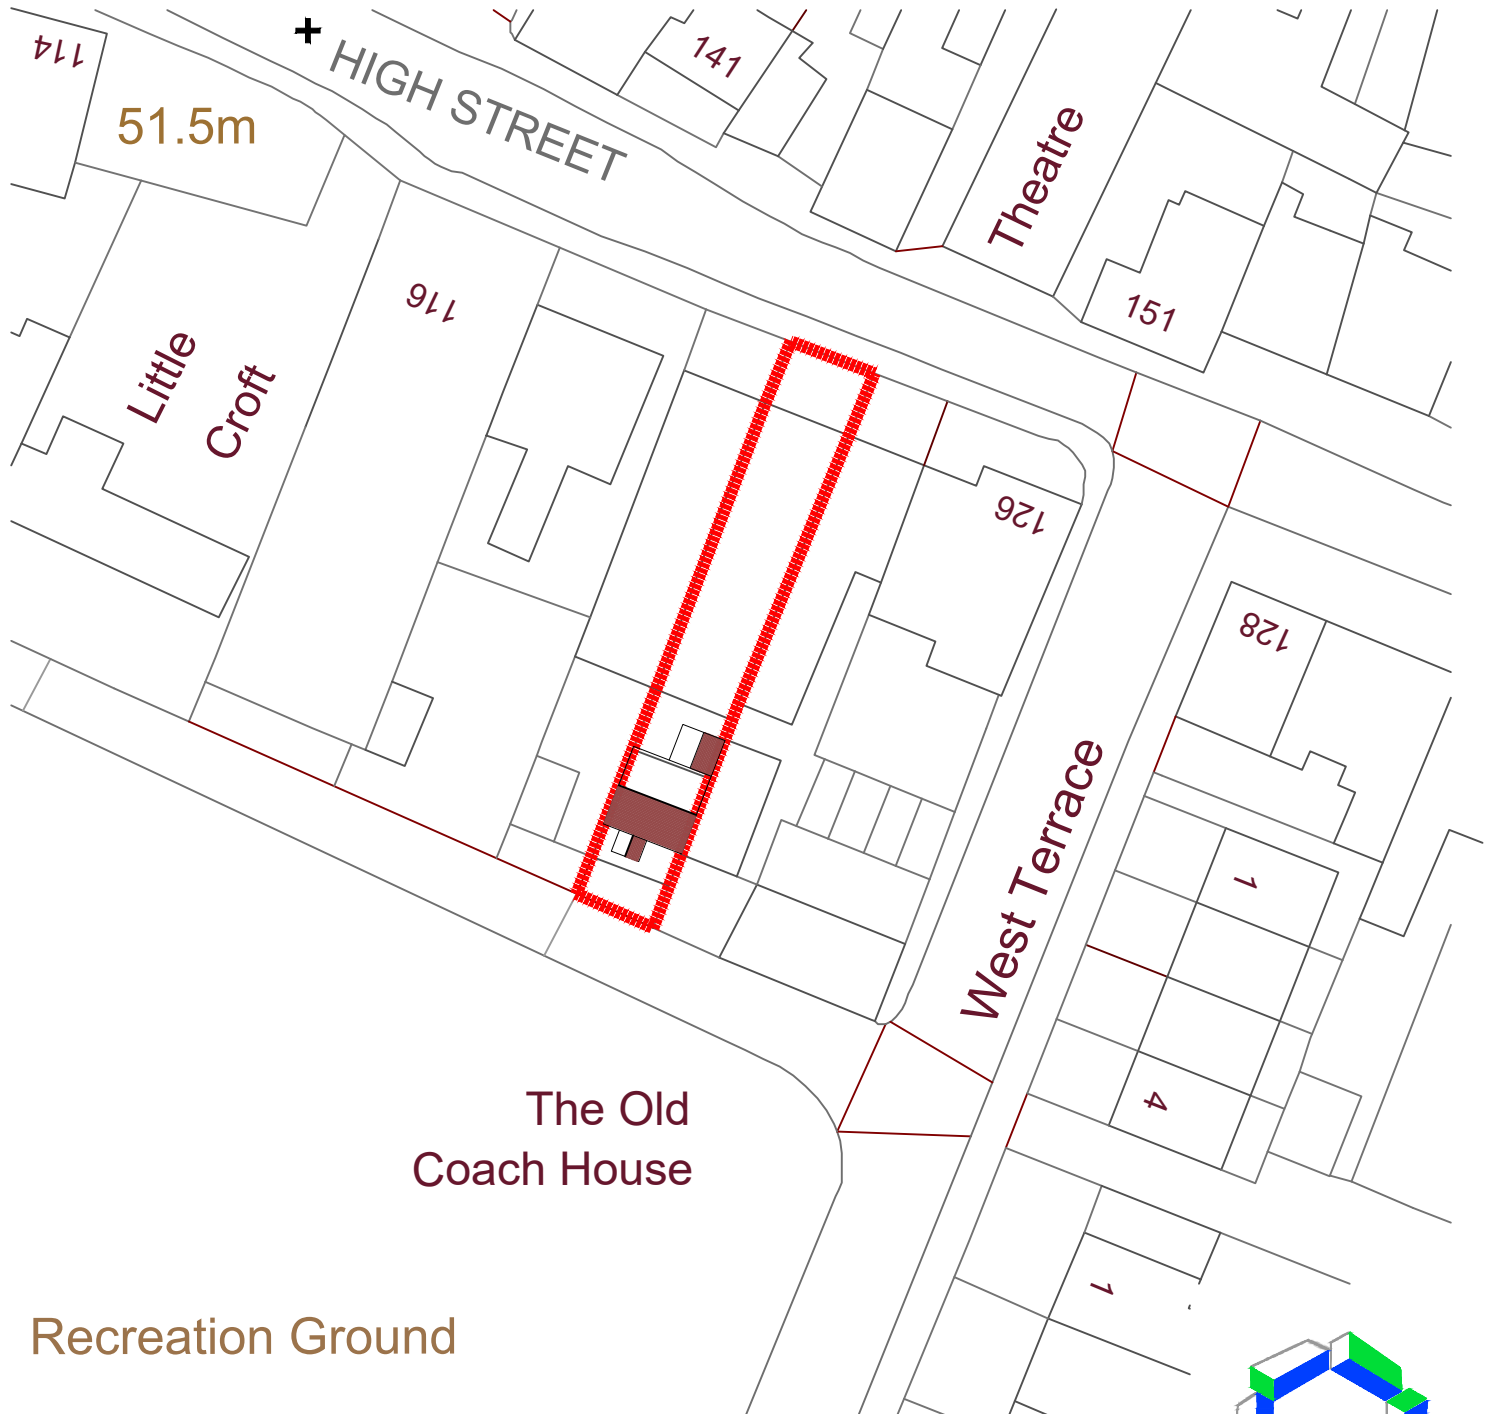 114
HIGH STREET
141
51.5m
Theatre
151
116
Little
Croft
126
128
West Terrace
1
4
The Old
Coach House
1
Recreation Ground